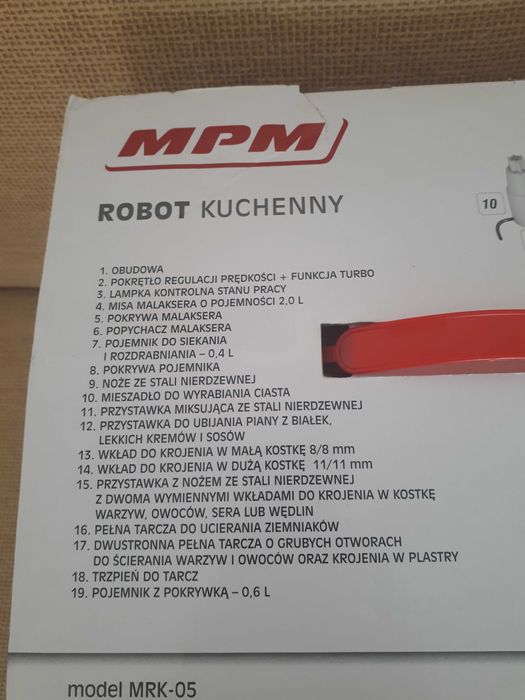 MPM
ROBOT KUCHENNY
10
1. OBUDOWA
2. POKRĘTŁO REGULACJI PRĘDKOŚCI + FUNKCJA TURBO
3. LAMPKA KONTROLNA STANU PRACY
4. MISA MALAKSERA O POJEMNOŚCI 2,0 L
5. POKRYWA MALAKSERA
6. POPYCHACZ MALAKSERA
7. POJEMNIK DO SIEKANIA
I ROZDRABNIANIA – 0,4 L
8. POKRYWA POJEMNIKA
9. NOŻE ZE STALI NIERDZEWNEJ
10. MIESZADŁO DO WYRABIANIA CIASTA
11. PRZYSTAWKA MIKSUJĄCA ZE STALI NIERDZEWNEJ
12. PRZYSTAWKA DO UBIJANIA PIANY Z BIAŁEK,
LEKKICH KREMÓW I SOSÓW
13. WKŁAD DO KROJENIA W MAŁĄ KOSTKĘ 8/8 mm
14. WKŁAD DO KROJENIA W DUŻĄ KOSTKĘ 11/11 mm
15. PRZYSTAWKA Z NOŻEM ZE STALI NIERDZEWNEJ
Z DWOMA WYMIENNYMI WKŁADAMI DO KROJENIA W KOSTKĘ
WARZYW, OWOCÓW, SERA LUB WĘDLIN
16. PEŁNA TARCZA DO UCIERANIA ZIEMNIAKÓW
17. DWUSTRONNA PEŁNA TARCZA O GRUBYCH OTWORACH
DO ŚCIERANIA WARZYW I OWOCÓW ORAZ KROJENIA W PLASTRY
18. TRZPIEŃ DO TARCZ
19. POJEMNIK Z POKRYWKĄ – 0,6 L
model MRK-05